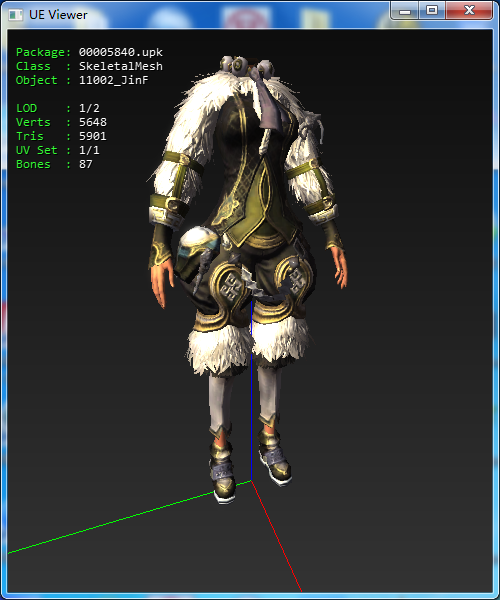 UE Viewer
Package: 00005840.upk
Class : SkeletalMesh
Object : 11002_JinF
LOD : 1/2
Verts : 5648
Tris : 5901
UV Set : 1/1
Bones : 87